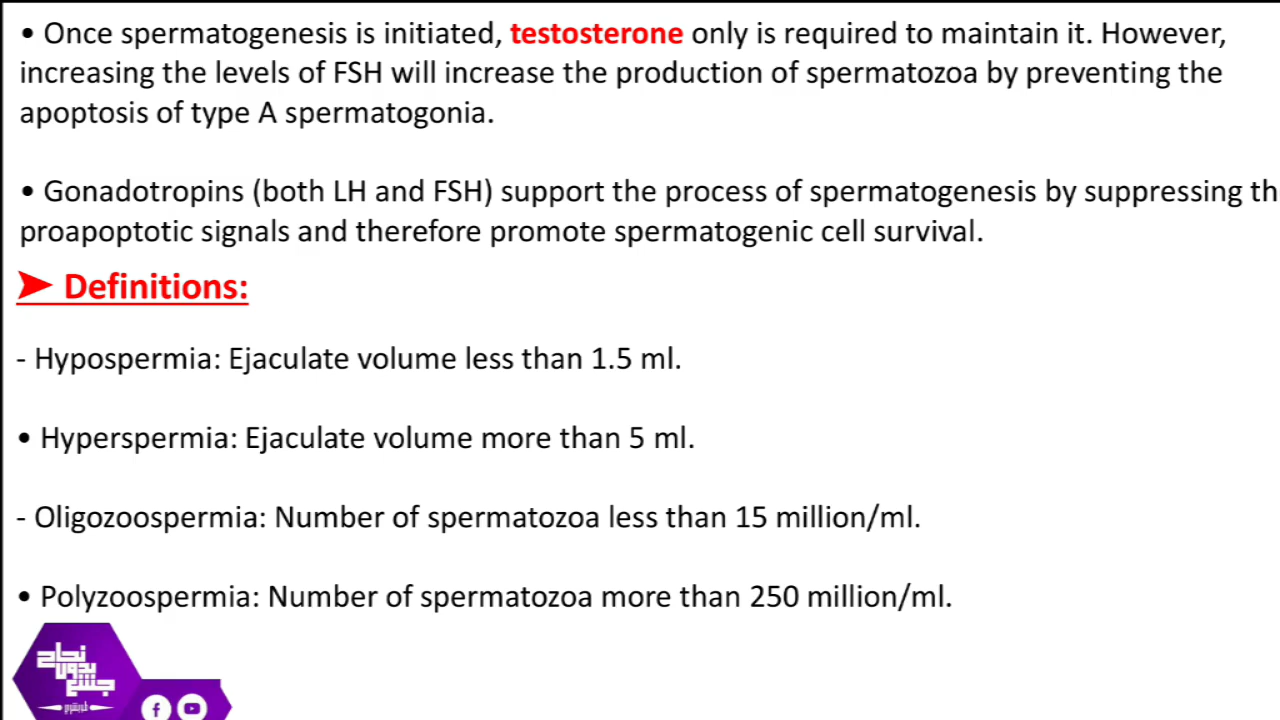 • Once spermatogenesis is initiated, testosterone only is required to maintain it. However,
increasing the levels of FSH will increase the production of spermatozoa by preventing the
apoptosis of type A spermatogonia.
• Gonadotropins (both LH and FSH) support the process of spermatogenesis by suppressing th
proapoptotic signals and therefore promote spermatogenic cell survival.
➤ Definitions:
- Hypospermia: Ejaculate volume less than 1.5 ml.
• Hyperspermia: Ejaculate volume more than 5 ml.
- Oligozoospermia: Number of spermatozoa less than 15 million/ml.
• Polyzoospermia: Number of spermatozoa more than 250 million/ml.
نجاح
بدون